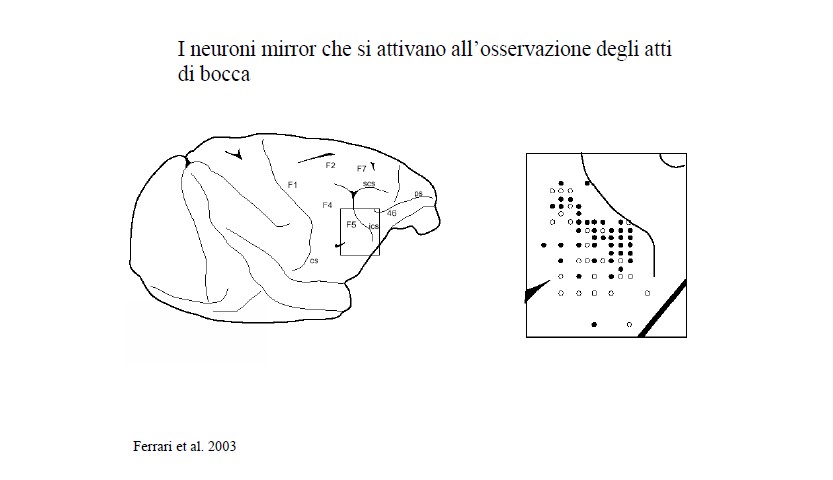 I neuroni mirror che si attivano all'osservazione degli atti
di bocca
F2
F7
F1
scs
ps
F4
46
F5
ics
cs
Ferrari et al. 2003